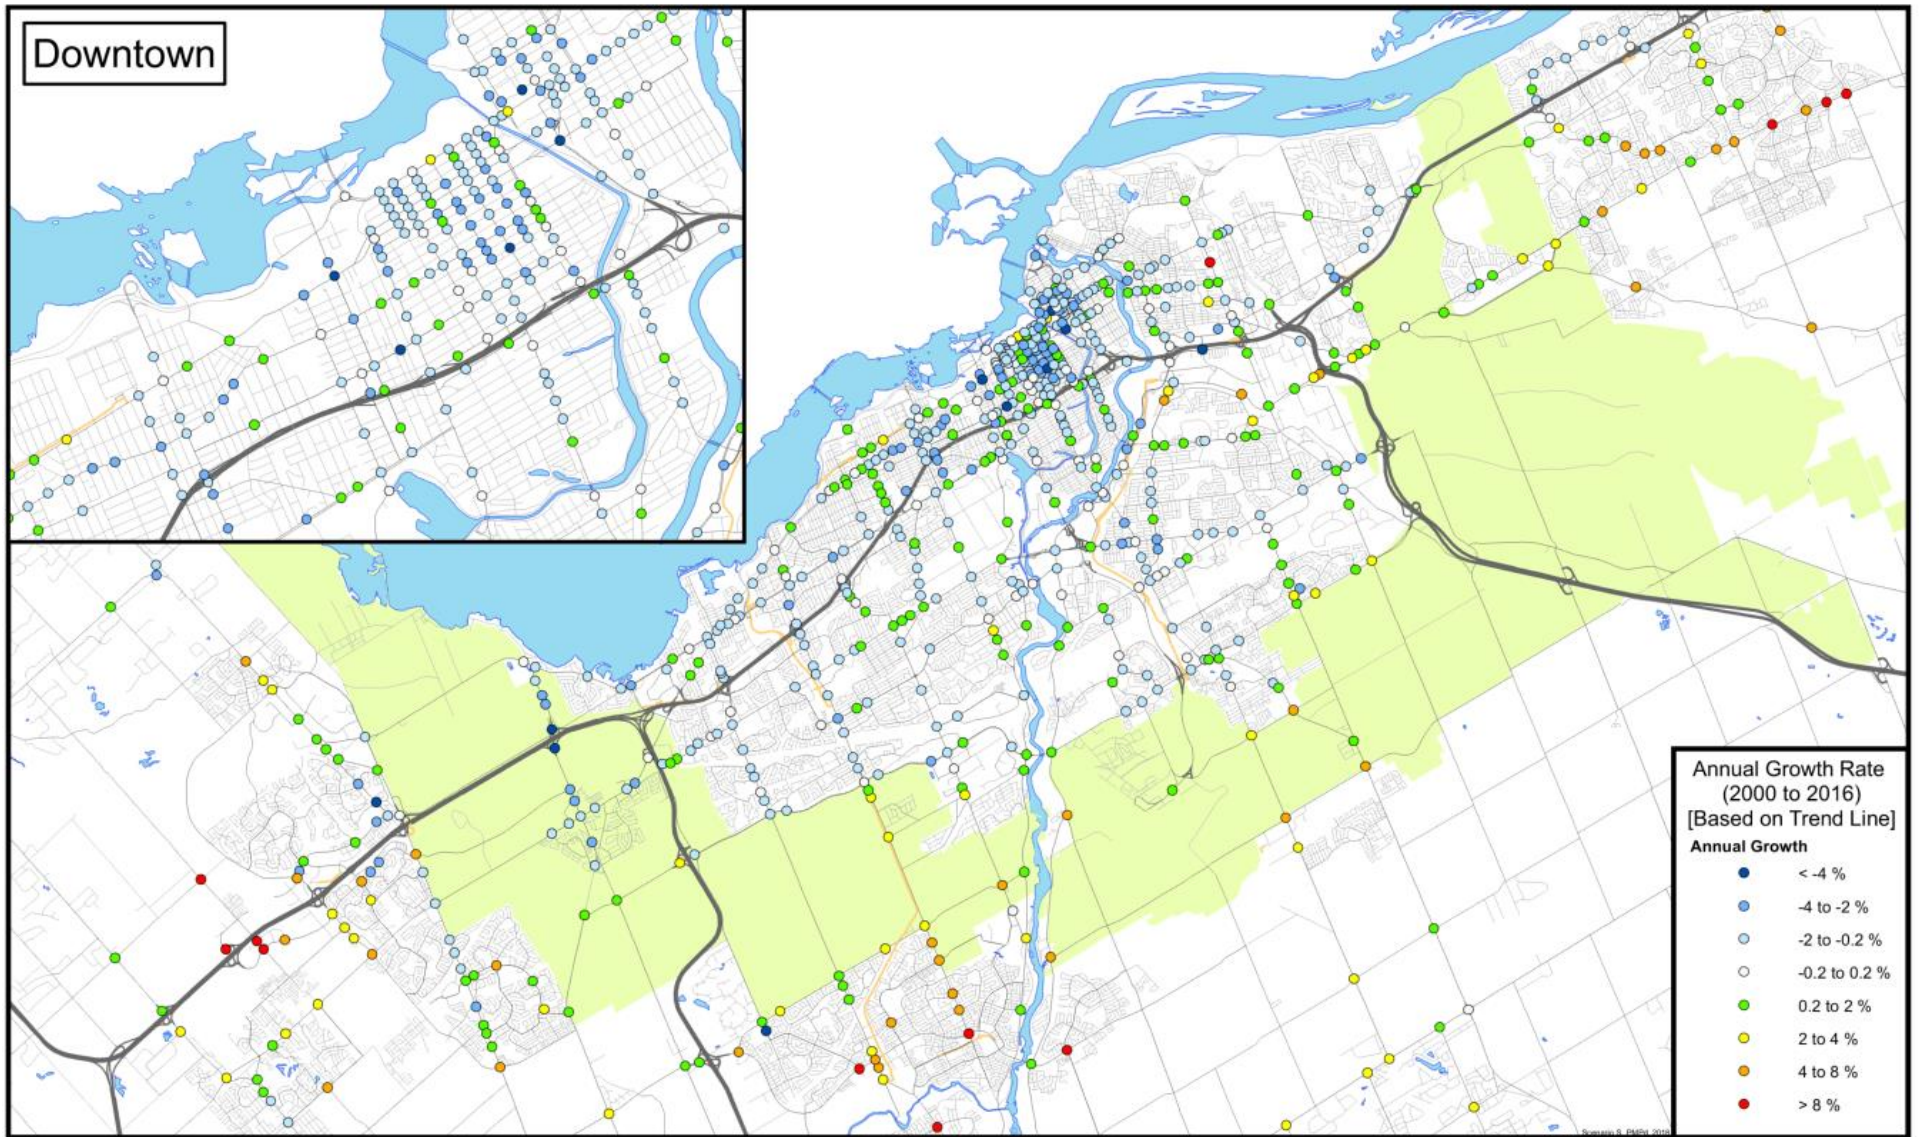 Downtown
Annual Growth Rate
(2000 to 2016)
[Based on Trend Line]
Annual Growth
< -4 %
-4 to -2 %
-2 to -0.2 %
-0.2 to 0.2 %
0.2 to 2 %
2 to 4 %
4 to 8 %
> 8 %